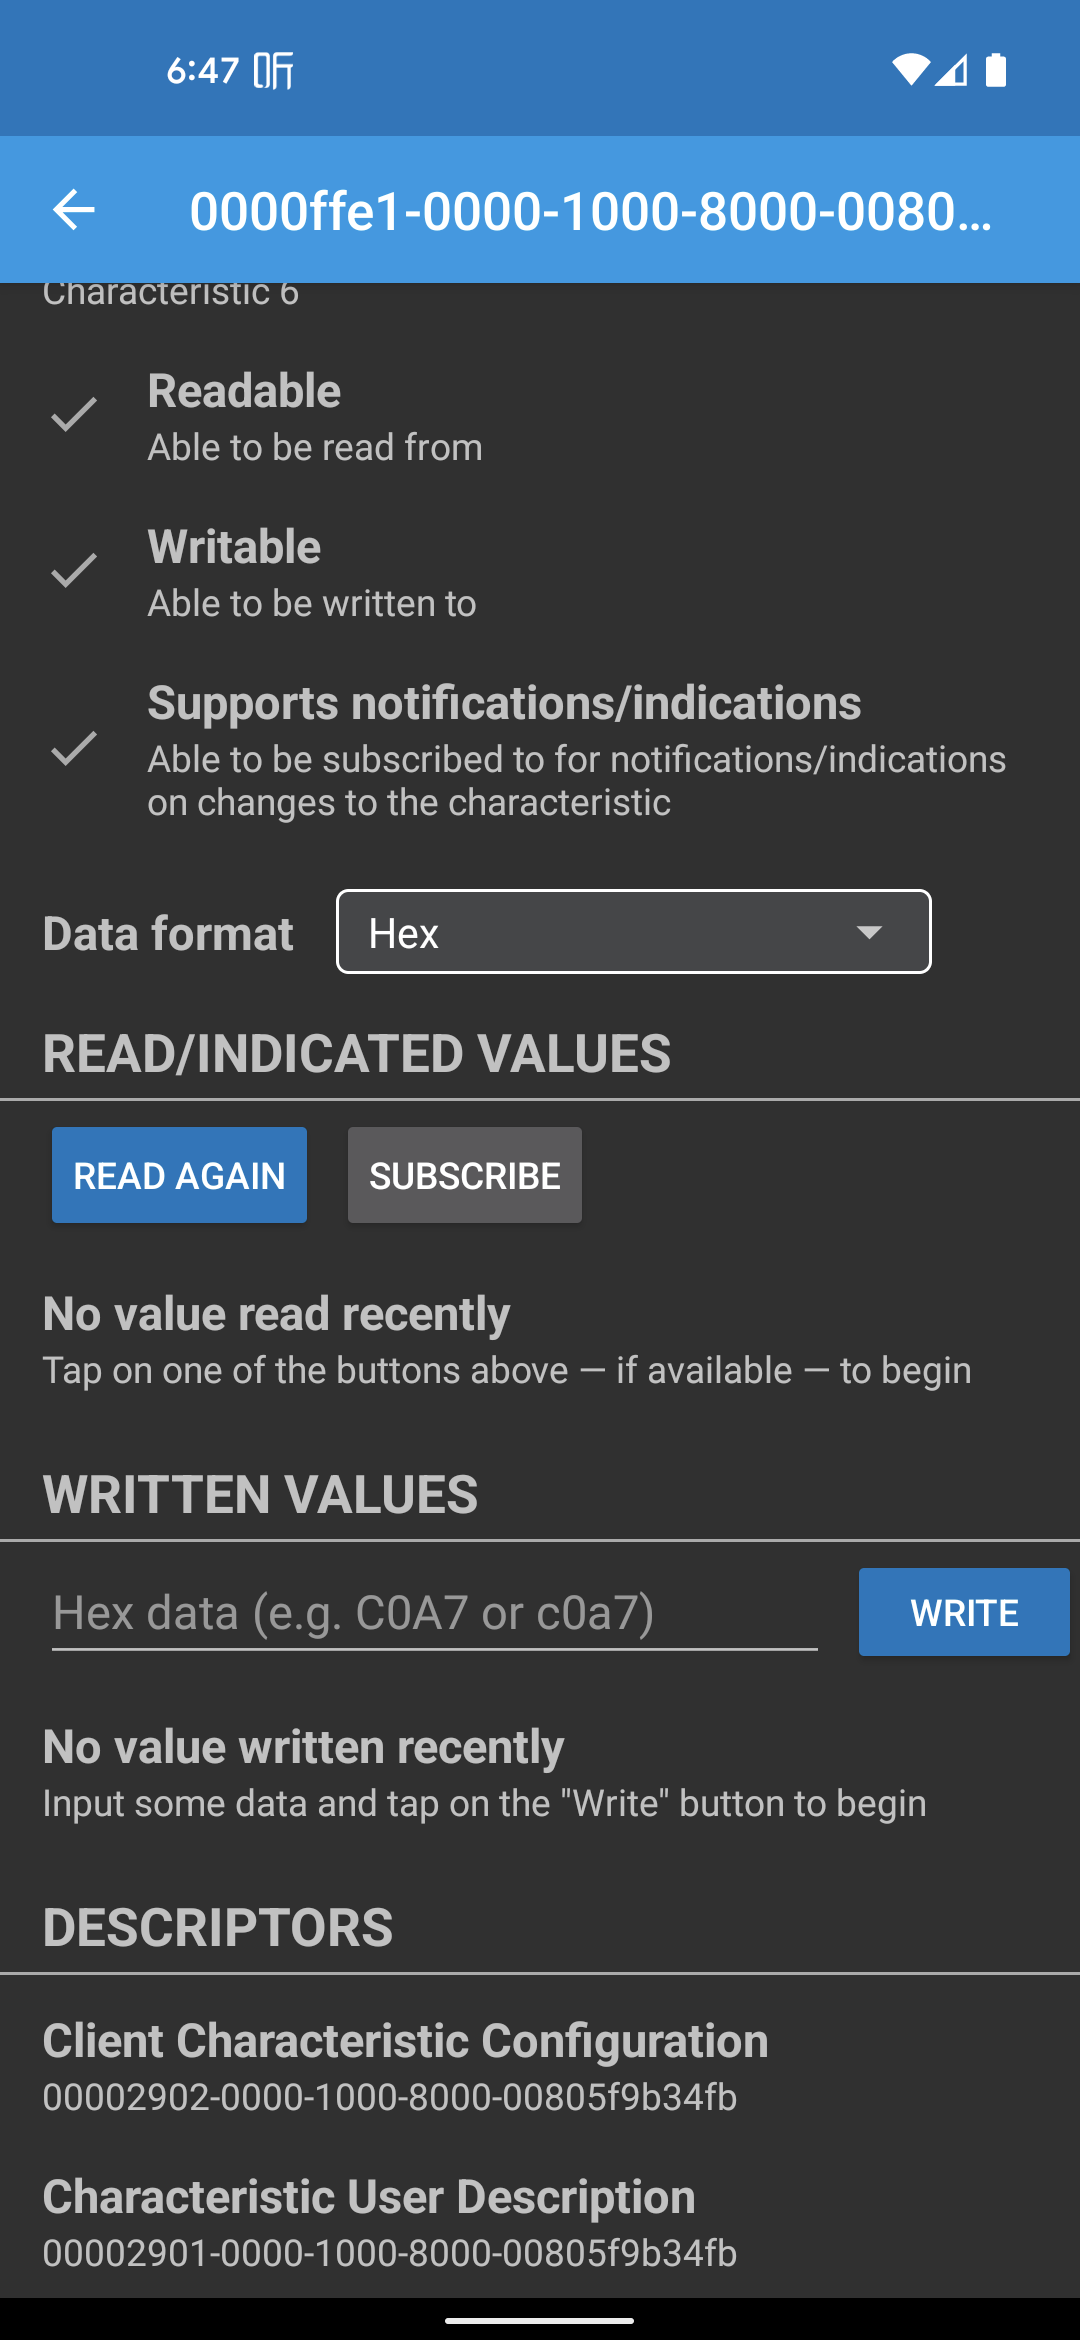 6:47 听
0000ffe1-0000-1000-8000-0080...
Characteristic 6
Readable
Able to be read from
Writable
Able to be written to
Supports notifications/indications
Able to be subscribed to for notifications/indications
on changes to the characteristic
Data format Hex
READ/INDICATED VALUES
READ AGAIN SUBSCRIBE
No value read recently
Tap on one of the buttons above — if available — to begin
WRITTEN VALUES
Hex data (e.g. C0A7 or c0a7) WRITE
No value written recently
Input some data and tap on the "Write" button to begin
DESCRIPTORS
Client Characteristic Configuration
00002902-0000-1000-8000-00805f9b34fb
Characteristic User Description
00002901-0000-1000-8000-00805f9b34fb